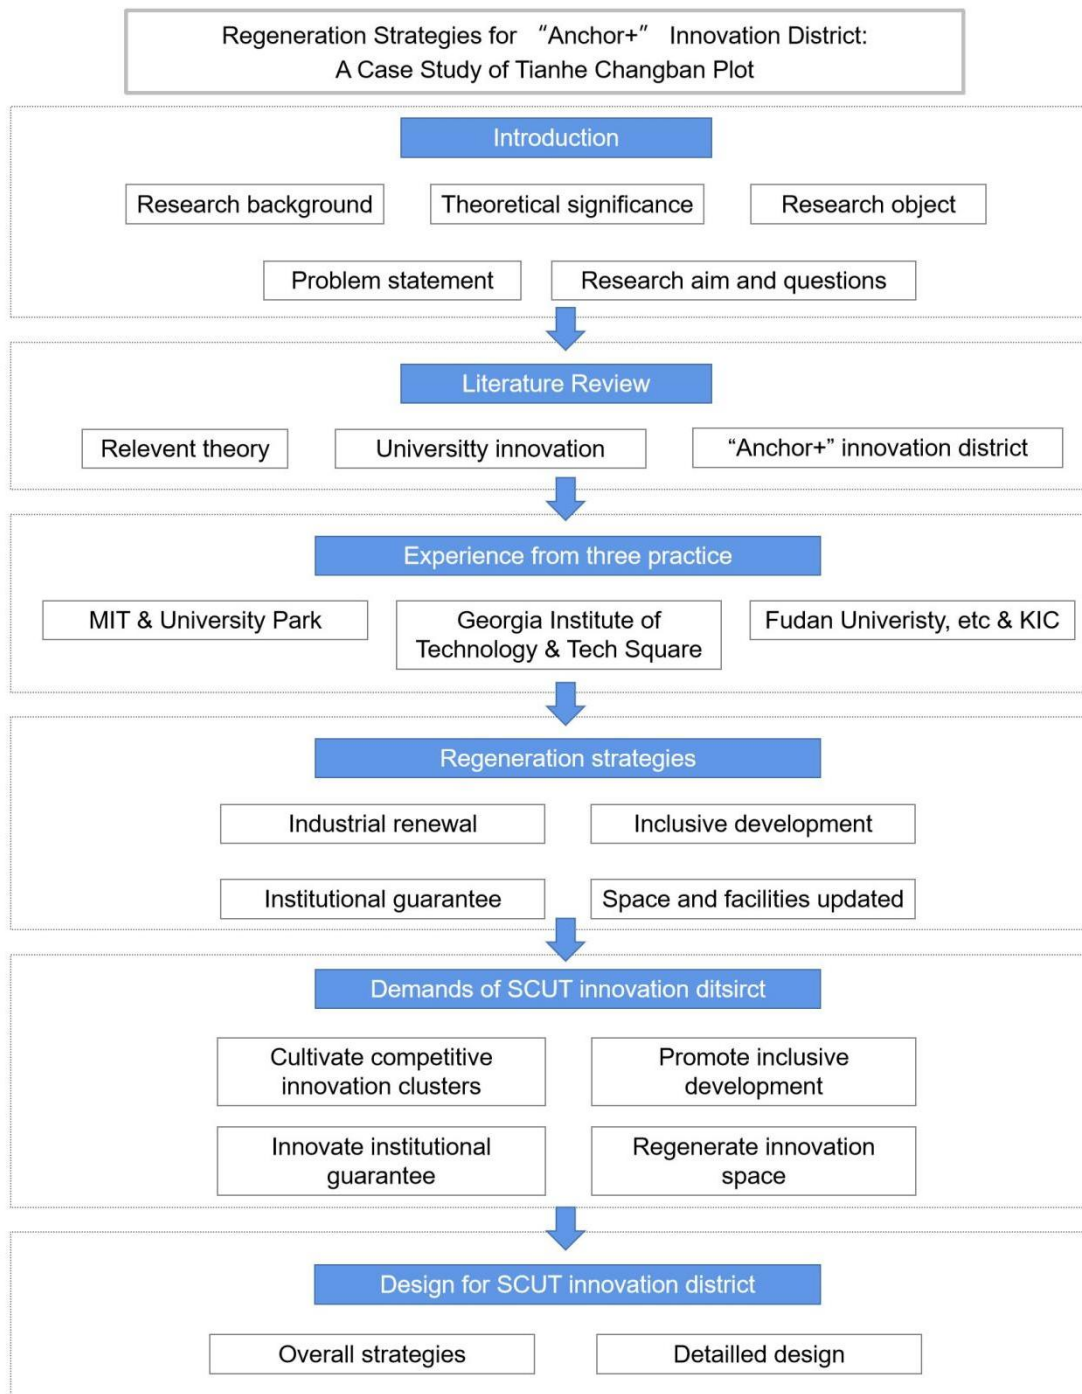 Regeneration Strategies for “Anchor+” Innovation District:
A Case Study of Tianhe Changban Plot
Introduction
Research background
Theoretical significance
Research object
Problem statement
Research aim and questions
Literature Review
Relevent theory
Universitty innovation
“Anchor+” innovation district
Experience from three practice
MIT & University Park
Georgia Institute of
Technology & Tech Square
Fudan Univeristy, etc & KIC
Regeneration strategies
Industrial renewal
Inclusive development
Institutional guarantee
Space and facilities updated
Demands of SCUT innovation ditsirct
Cultivate competitive
innovation clusters
Promote inclusive
development
Innovate institutional
guarantee
Regenerate innovation
space
Design for SCUT innovation district
Overall strategies
Detailled design